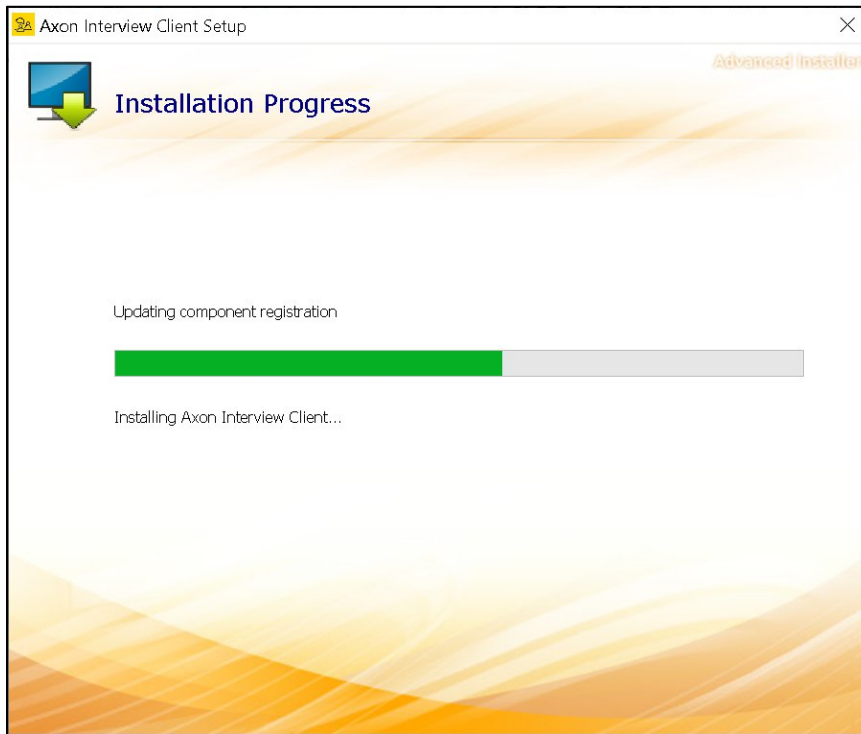 Axon Interview Client Setup
Advanced Installer
Installation Progress
Updating component registration
Installing Axon Interview Client...